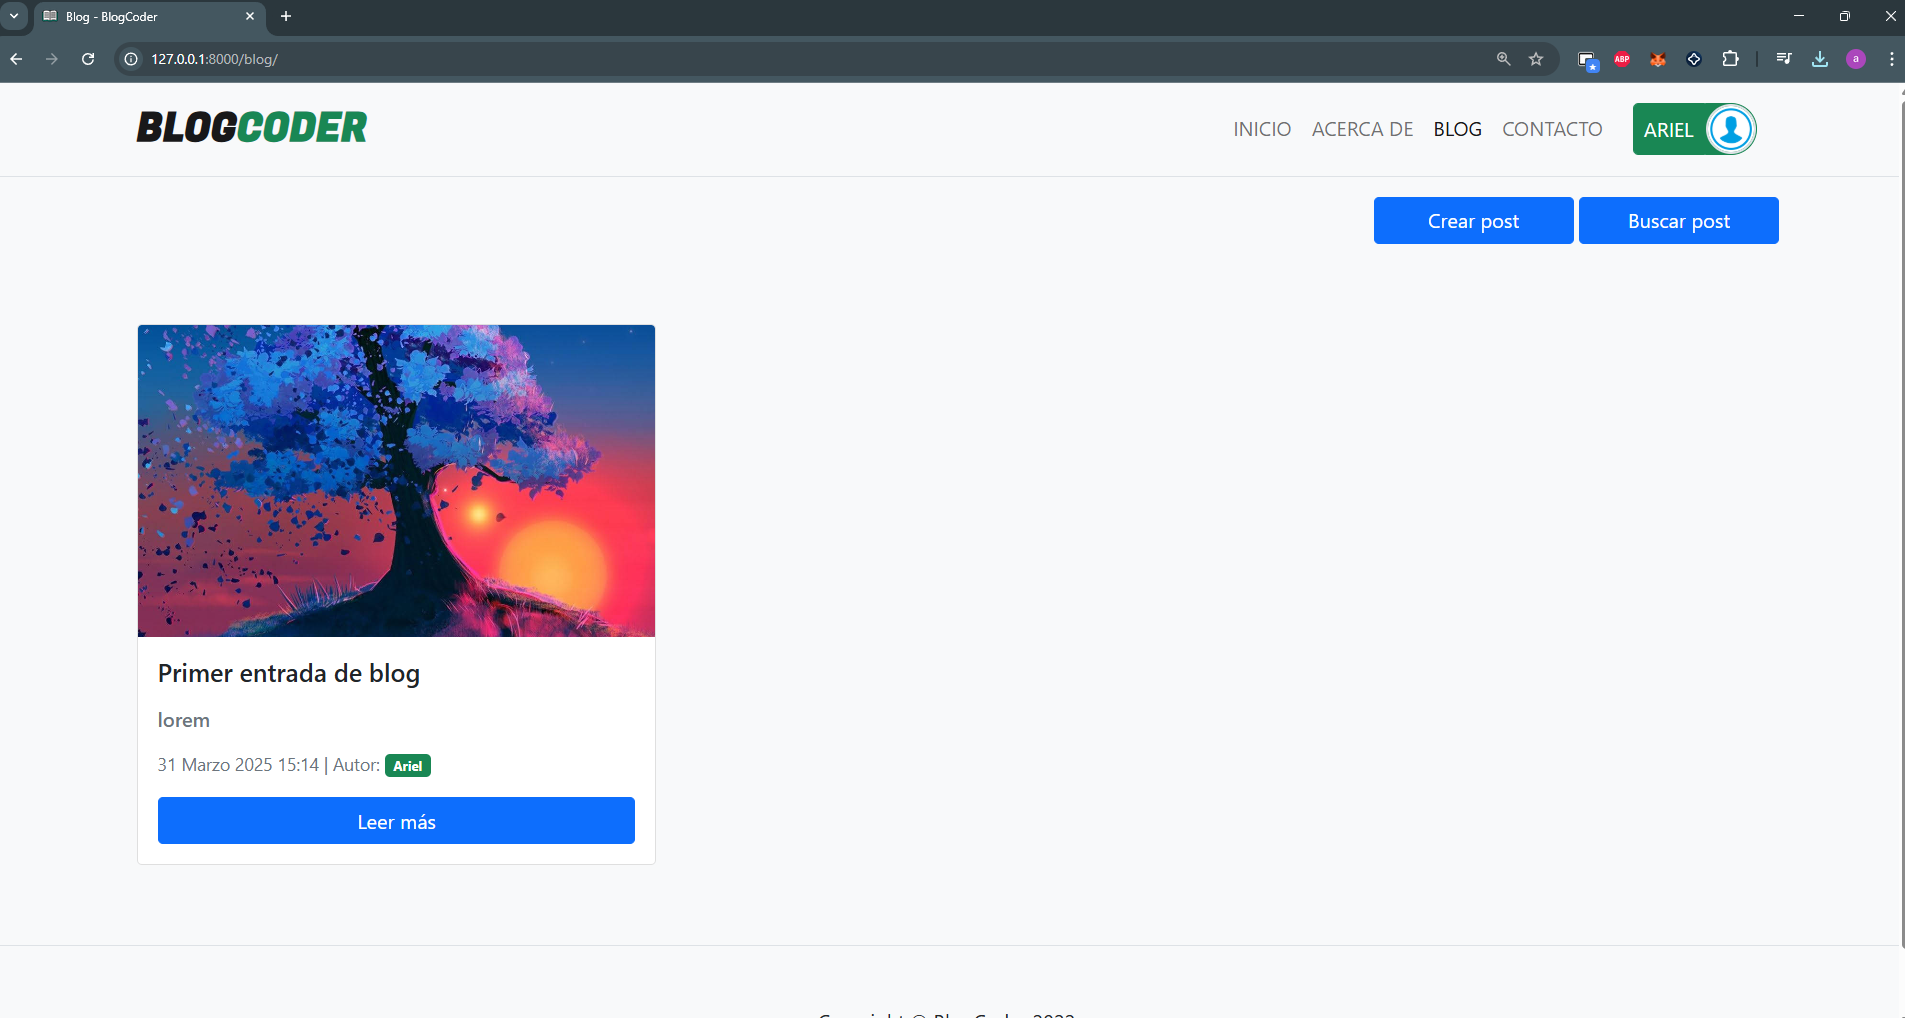 Blog - BlogCoder
127.0.0.1:8000/blog/
ABP
a
BLOGCODER
INICIO ACERCA DE BLOG CONTACTO ARIEL
Crear post Buscar post
Primer entrada de blog
lorem
31 Marzo 2025 15:14 | Autor: Ariel
Leer más